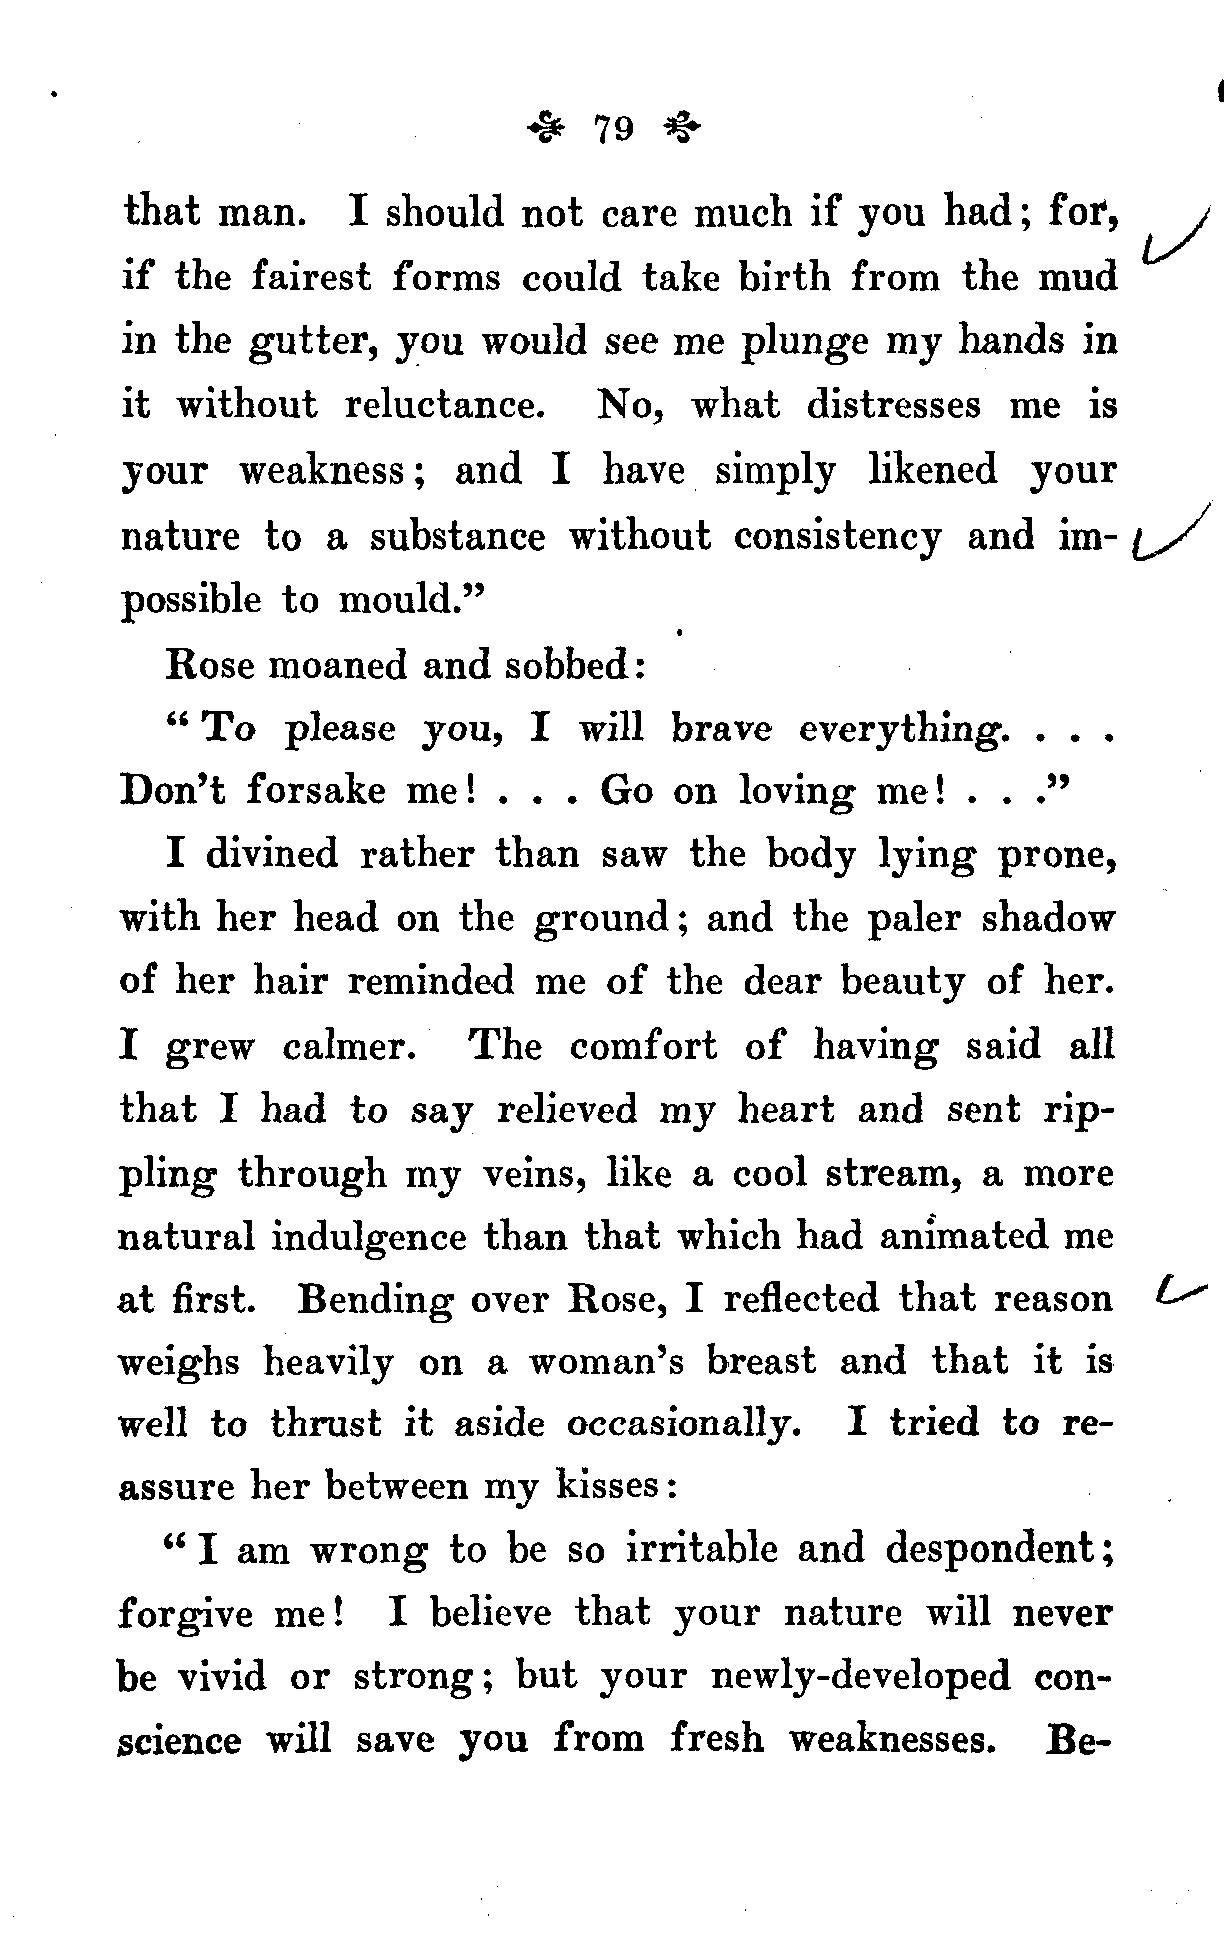 79
that man. I should not care much if you had; for,
if the fairest forms could take birth from the mud
in the gutter, you would see me plunge my hands in
it without reluctance. No, what distresses me is
your weakness; and I have simply likened your
nature to a substance without consistency and im-
possible to mould.”
Rose moaned and sobbed:
“To please you, I will brave everything. . . .
Don’t forsake me! . . . Go on loving me! . . .”
I divined rather than saw the body lying prone,
with her head on the ground; and the paler shadow
of her hair reminded me of the dear beauty of her.
I grew calmer. The comfort of having said all
that I had to say relieved my heart and sent rip-
pling through my veins, like a cool stream, a more
natural indulgence than that which had animated me
at first. Bending over Rose, I reflected that reason
weighs heavily on a woman’s breast and that it is
well to thrust it aside occasionally. I tried to re-
assure her between my kisses:
“I am wrong to be so irritable and despondent;
forgive me! I believe that your nature will never
be vivid or strong; but your newly-developed con-
science will save you from fresh weaknesses. Be-